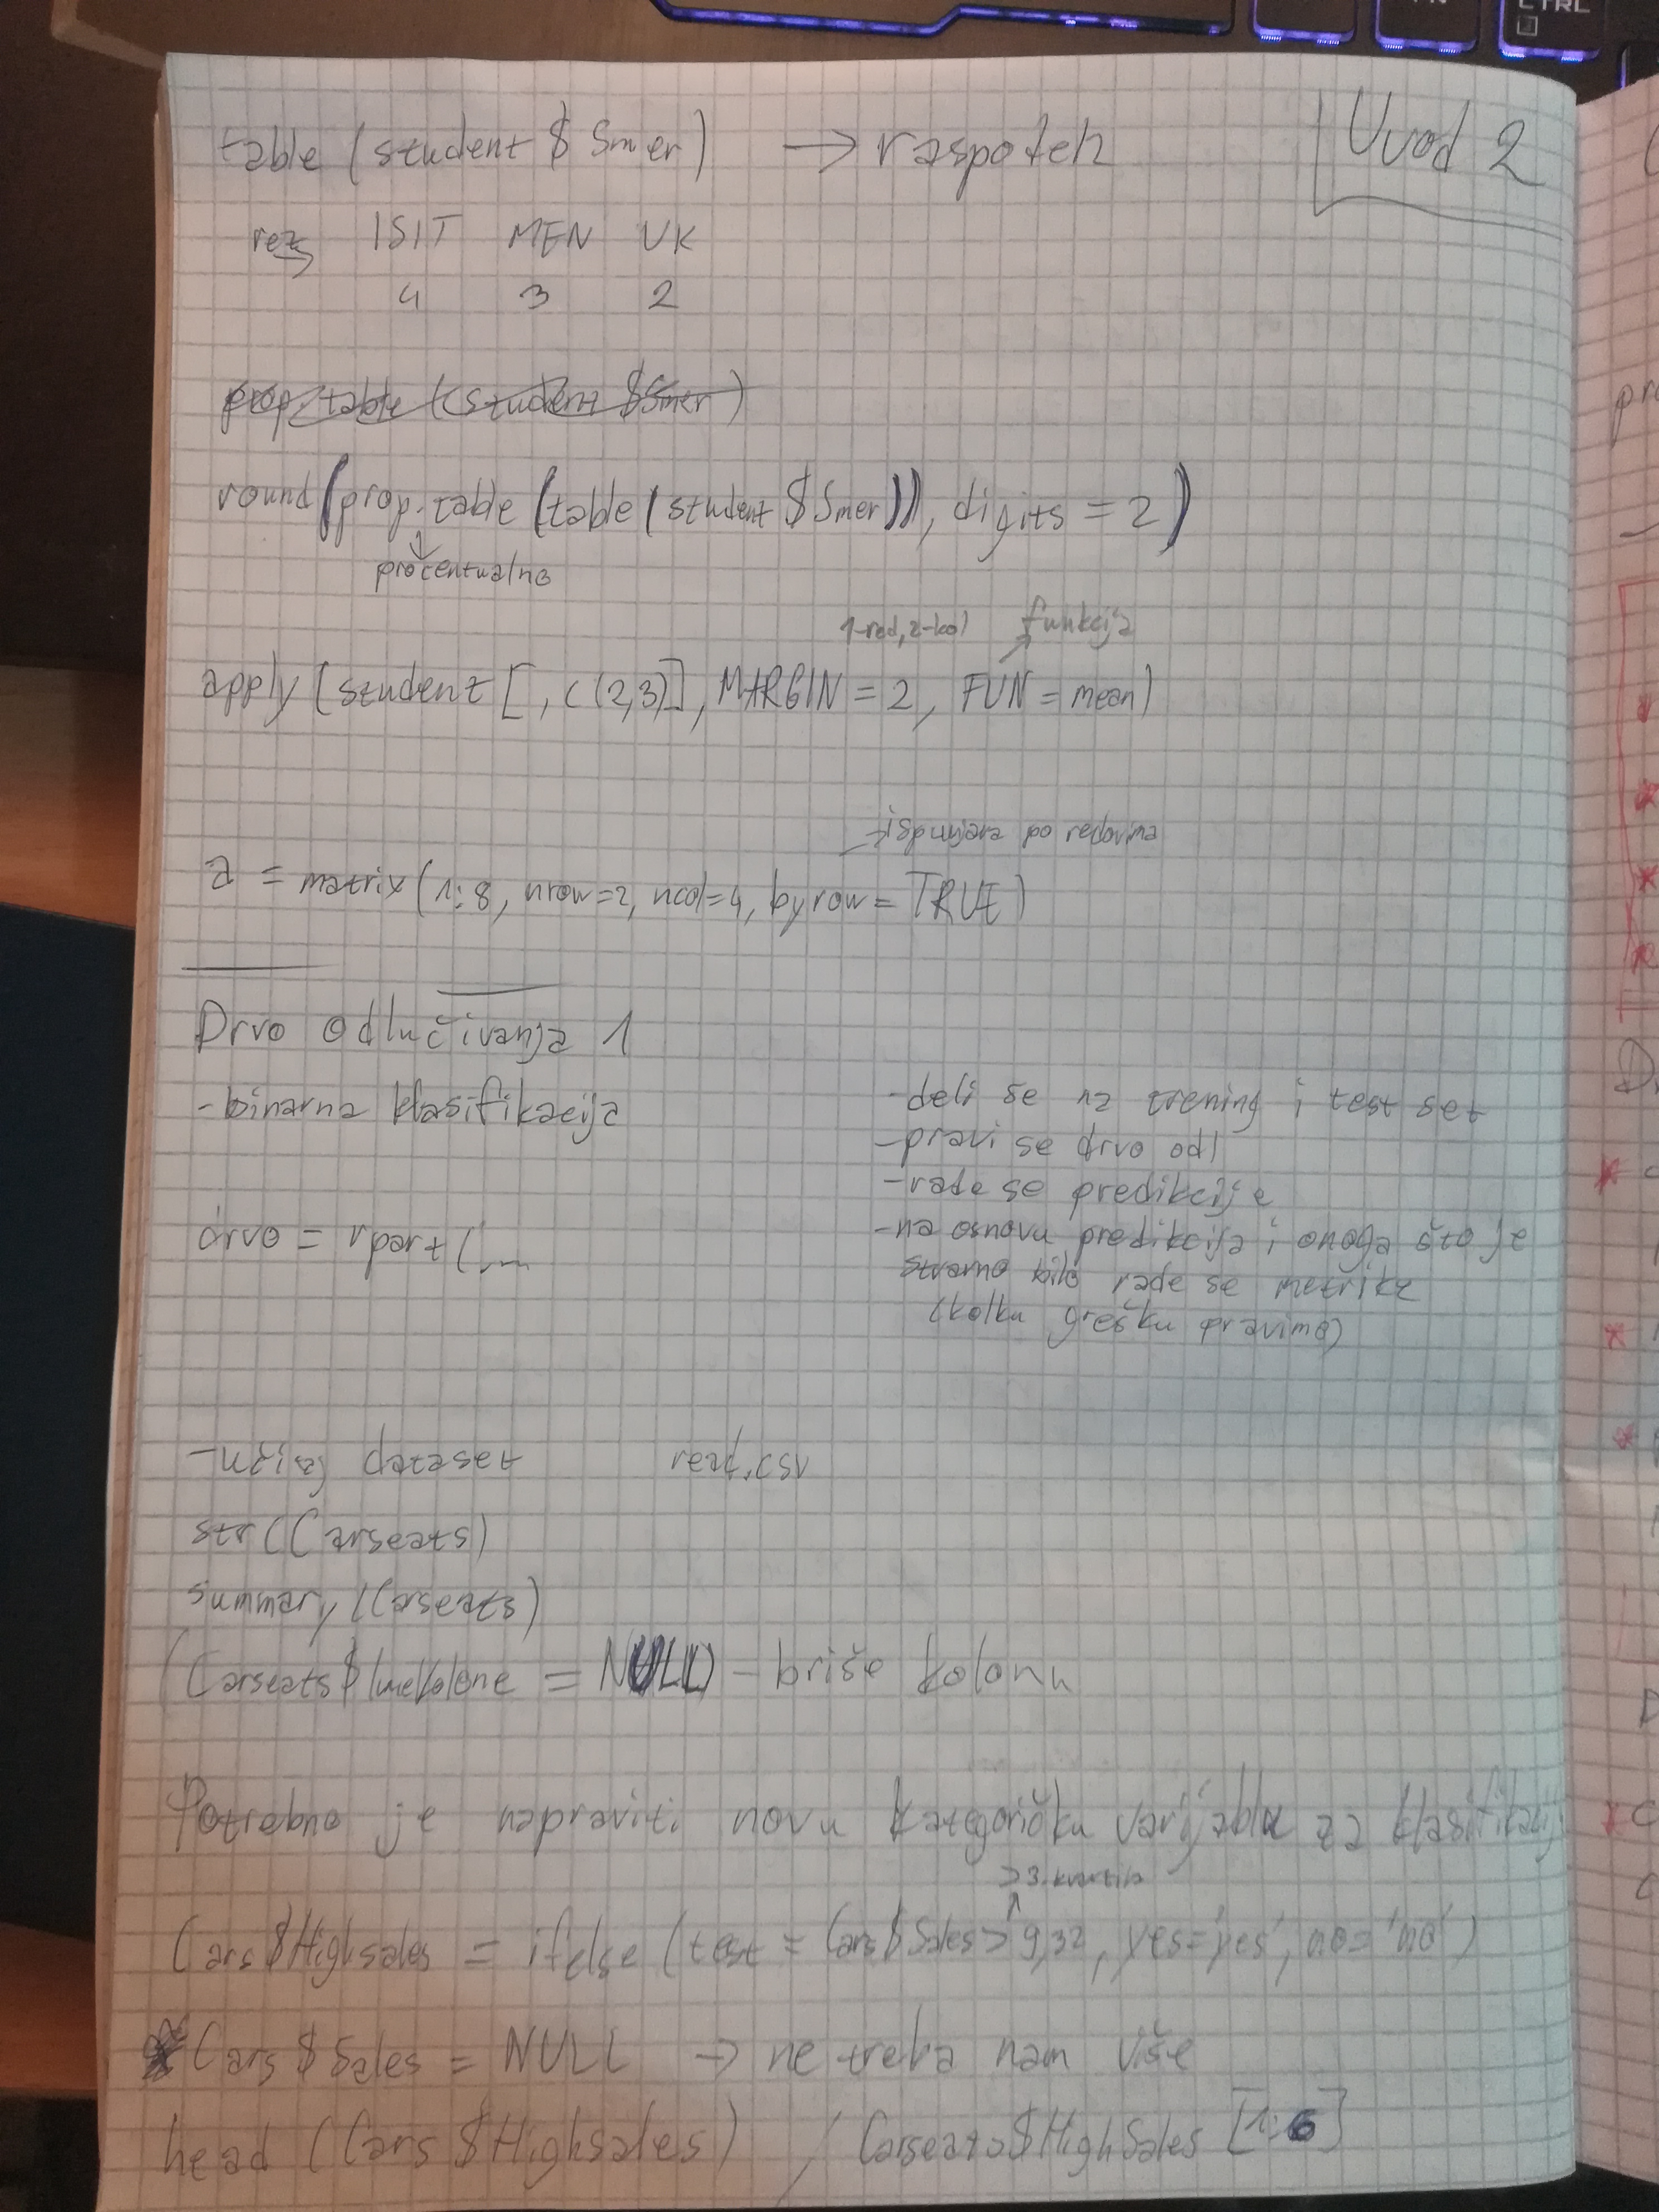 Uvod 2
table (student $ Smer) → raspodela
rez ISIT MEN UK
4 3 2
prop.table (student $Smer)
round(prop.table (table(student $Smer)), digits = 2)
procentualno
1-red, 2-kol funkcija
apply (student [, c(2,3)], MARGIN = 2, FUN = mean)
ispunjava po redovima
a = matrix (1:8, nrow=2, ncol=4, byrow = TRUE)
Drvo odlučivanja 1
-binarna klasifikacija
-deli se na trening i test set
-pravi se drvo odl
-rade se predikcije
drvo = rpart (...
-na osnovu predikcija i onoga što je
stvarno bilo rade se metrike
(kolku grešku pravimo)
-učitaj dataset read.csv
str(Carseats)
summary(Carseats)
(Carseats$ImeKolone = NULL) - briše kolonu
Potrebno je napraviti novu kategoričku varijablu za klasifikacij
>3. kvartila
Cars $Highsales = ifelse (test = Cars$Sales > 9,32, yes='yes', no='no')
*Cars $Sales = NULL → ne treba nam više
head (Cars $Highsales) / Carseats$HighSales [1:6]
CTRL